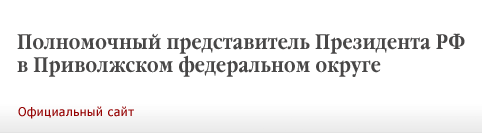 Полномочный представитель Президента РФ
в Приволжском федеральном округе
Официальный сайт